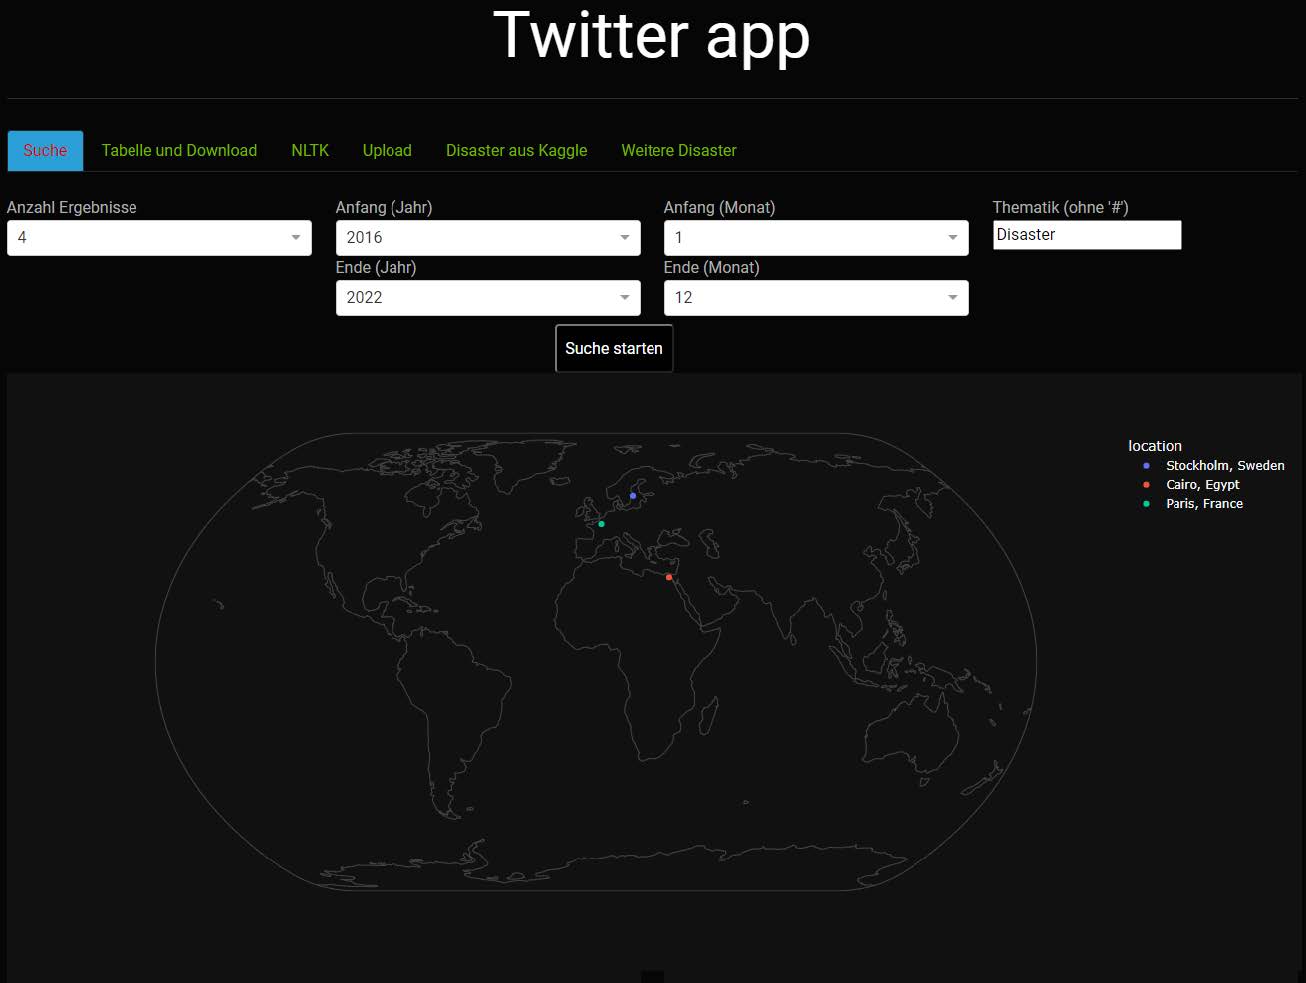 Twitter app
Suche Tabelle und Download NLTK Upload Disaster aus Kaggle Weitere Disaster
Anzahl Ergebnisse Anfang (Jahr) Anfang (Monat) Thematik (ohne '#')
4 2016 1 Disaster
Ende (Jahr) Ende (Monat)
2022 12
Suche starten
location
Stockholm, Sweden
Cairo, Egypt
Paris, France